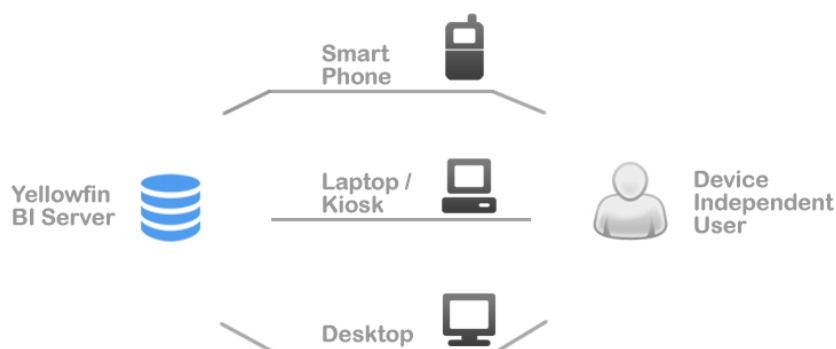 Smart
Phone
Yellowfin
BI Server
Laptop /
Kiosk
Device
Independent
User
Desktop